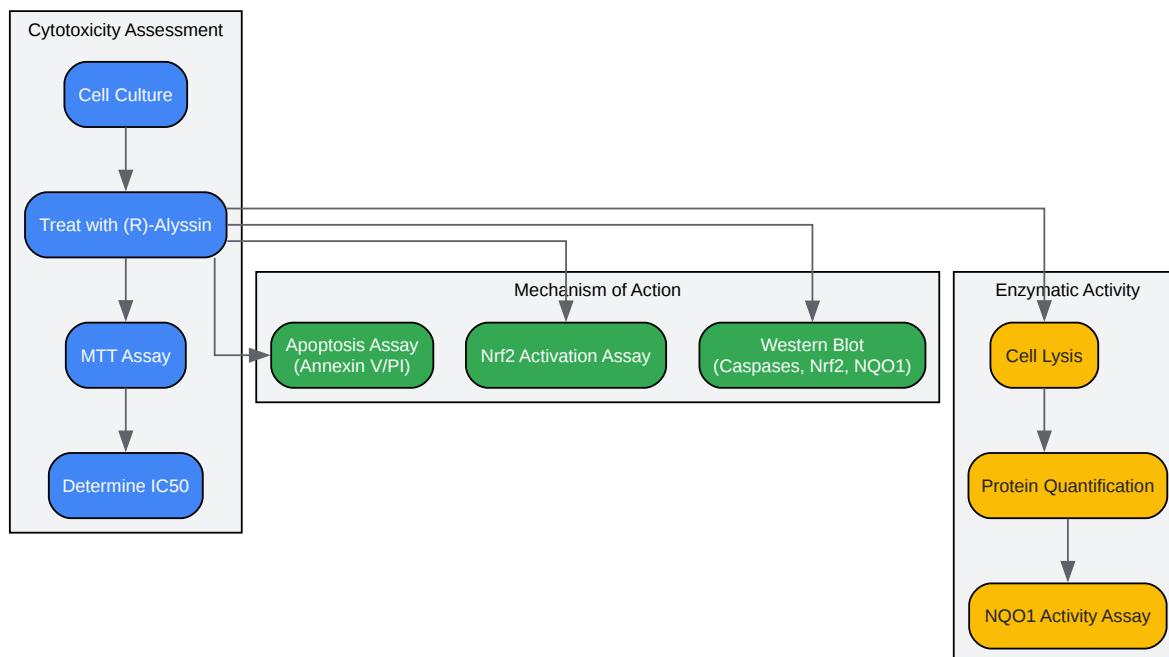 Cytotoxicity Assessment
Cell Culture
Treat with (R)-Alyssin
MTT Assay
Determine IC50
Mechanism of Action
Apoptosis Assay
(Annexin V/PI)
Nrf2 Activation Assay
Western Blot
(Caspases, Nrf2, NQO1)
Enzymatic Activity
Cell Lysis
Protein Quantification
NQO1 Activity Assay